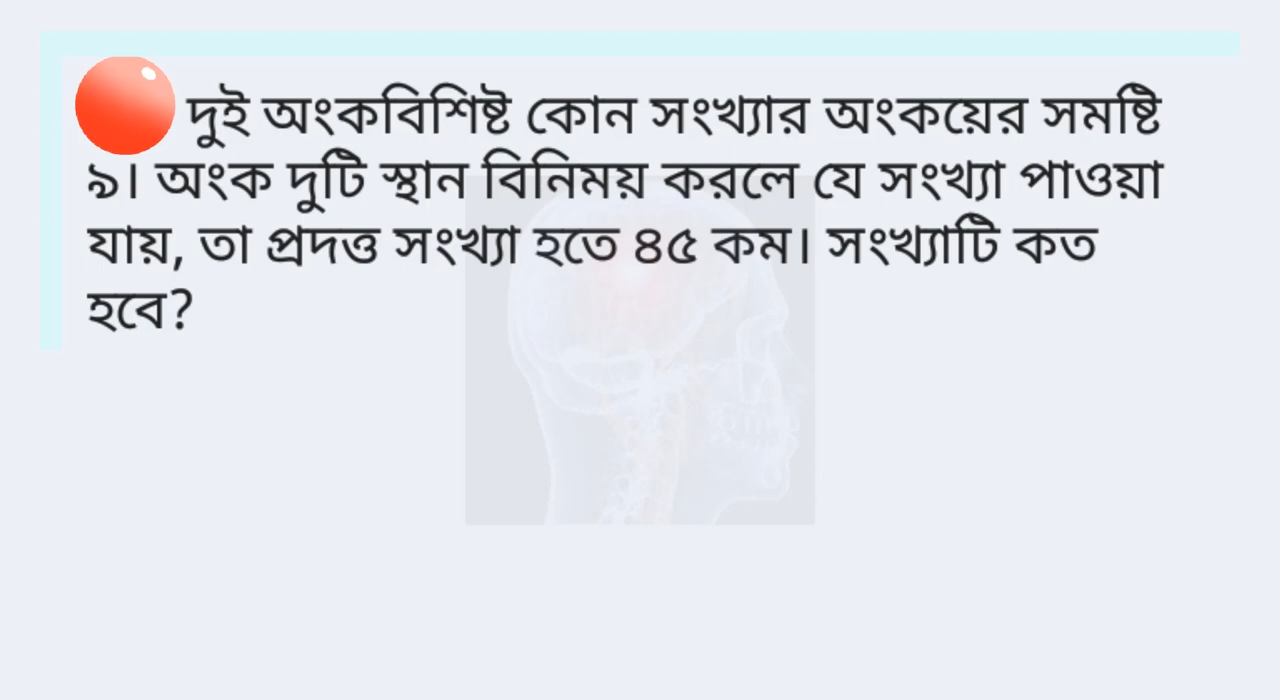 দুই অংকবিশিষ্ট কোন সংখ্যার অংকয়ের সমষ্টি
৯। অংক দুটি স্থান বিনিময় করলে যে সংখ্যা পাওয়া
যায়, তা প্রদত্ত সংখ্যা হতে ৪৫ কম। সংখ্যাটি কত
হবে?